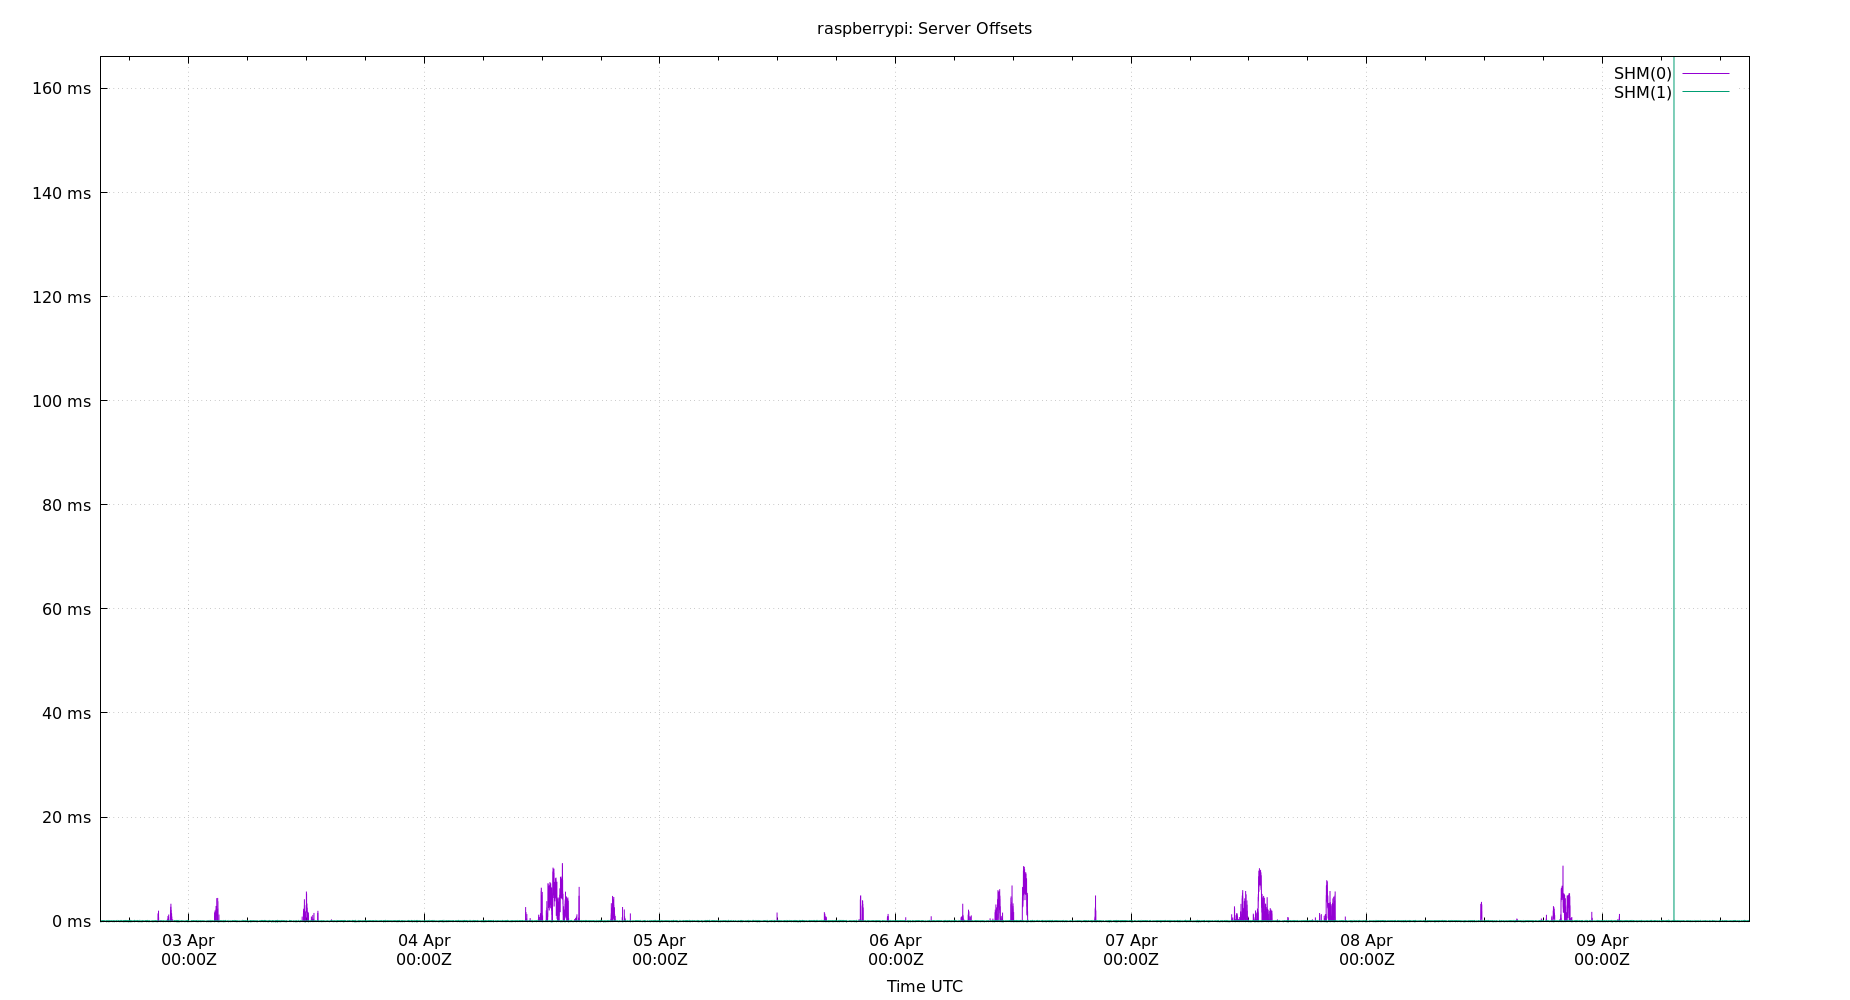 raspberrypi: Server Offsets
SHM(0)
SHM(1)
160 ms
140 ms
120 ms
100 ms
80 ms
60 ms
40 ms
20 ms
0 ms
03 Apr 04 Apr 05 Apr 06 Apr 07 Apr 08 Apr 09 Apr
00:00Z 00:00Z 00:00Z 00:00Z 00:00Z 00:00Z 00:00Z
Time UTC